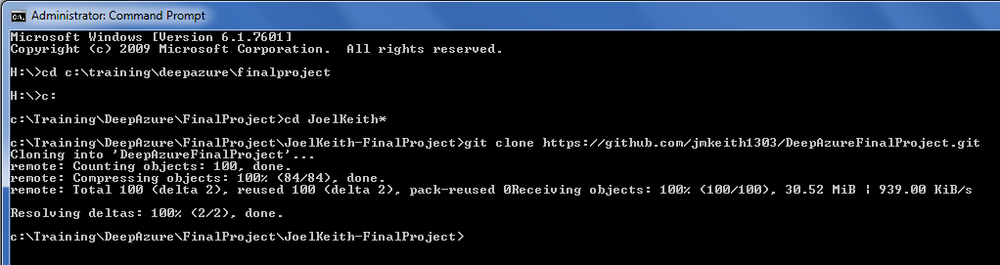 Administrator: Command Prompt
Microsoft Windows [Version 6.1.7601]
Copyright (c) 2009 Microsoft Corporation.  All rights reserved.
H:\>cd c:\training\deepazure\finalproject
H:\>c:
c:\Training\DeepAzure\FinalProject>cd JoelKeith*
c:\Training\DeepAzure\FinalProject\JoelKeith-FinalProject>git clone https://github.com/jmkeith1303/DeepAzureFinalProject.git
Cloning into 'DeepAzureFinalProject'...
remote: Counting objects: 100, done.
remote: Compressing objects: 100% (84/84), done.
remote: Total 100 (delta 2), reused 100 (delta 2), pack-reused 0Receiving objects: 100% (100/100), 30.52 MiB | 939.00 KiB/s
Resolving deltas: 100% (2/2), done.
c:\Training\DeepAzure\FinalProject\JoelKeith-FinalProject>